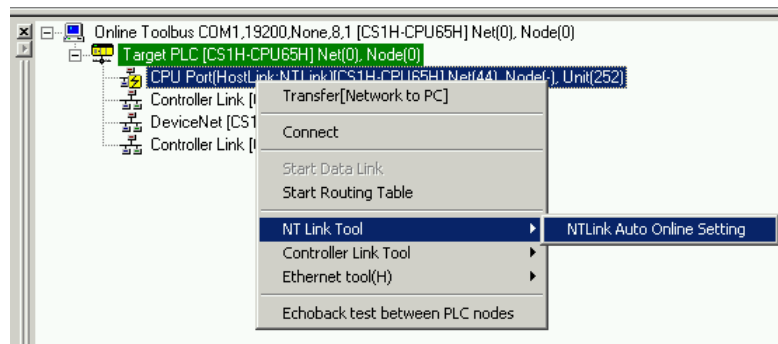 Online Toolbus COM1,19200,None,8,1 [CS1H-CPU65H] Net(0), Node(0)
Target PLC [CS1H-CPU65H] Net(0), Node(0)
CPU Port(HostLink:NTLink)[CS1H-CPU65H] Net(44), Node(-), Unit(252)
Controller Link [
DeviceNet [CS1
Controller Link [
Transfer[Network to PC]
Connect
Start Data Link
Start Routing Table
NT Link Tool
NTLink Auto Online Setting
Controller Link Tool
Ethernet tool(H)
Echoback test between PLC nodes